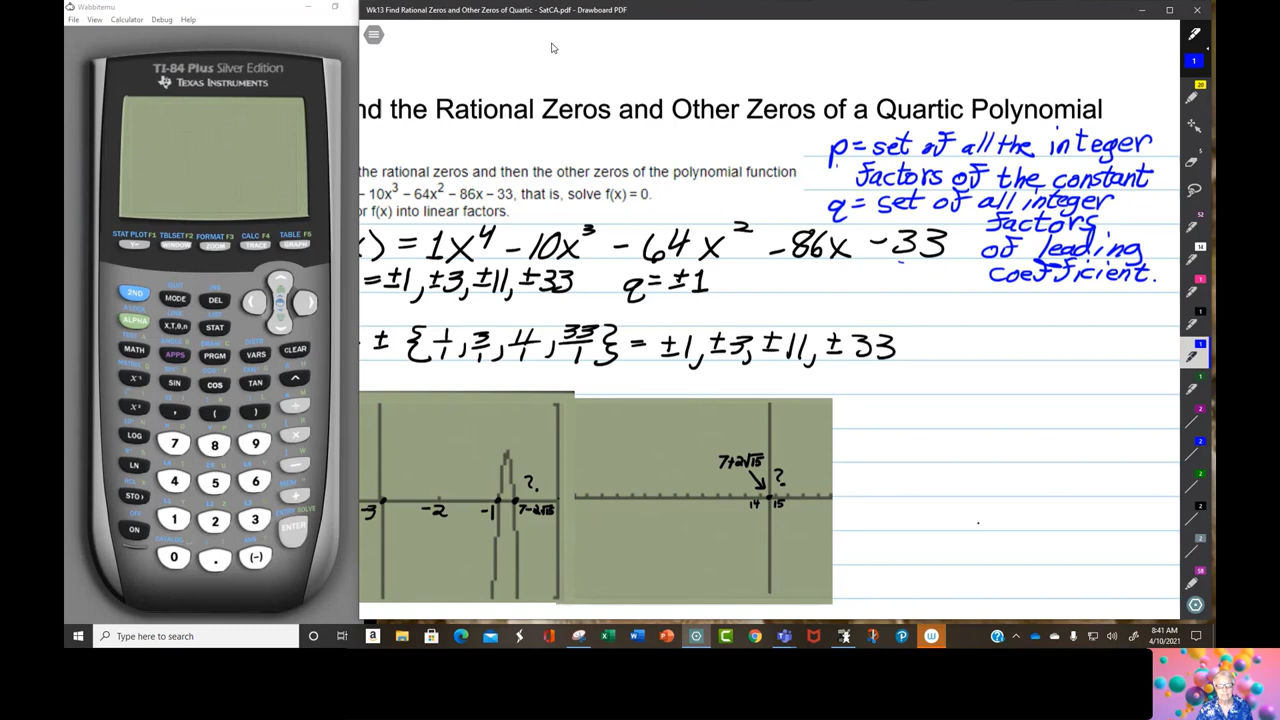 Wabbitemu
File View Calculator Debug Help
Wk13 Find Rational Zeros and Other Zeros of Quartic - SatCA.pdf - Drawboard PDF
TI-84 Plus Silver Edition
TEXAS INSTRUMENTS
nd the Rational Zeros and Other Zeros of a Quartic Polynomial
p = set of all the integer
factors of the constant
q = set of all integer
factors
of leading
coefficient.
the rational zeros and then the other zeros of the polynomial function
- 10x³ – 64x² – 86x – 33, that is, solve f(x) = 0.
or f(x) into linear factors.
x) = 1x⁴ - 10x³ - 64x² - 86x - 33
= ±1, ±3, ±11, ±33 q = ±1
± {1/1, 3/1, 11/1, 33/1} = ±1, ±3, ±11, ±33
-3 -2 -1 ? 7-2√15
7+2√15 ? 14 15
STAT PLOT F1 TBLSET F2 FORMAT F3 CALC F4 TABLE F5
Y= WINDOW ZOOM TRACE GRAPH
2ND MODE DEL
ALPHA X,T,θ,n STAT
MATH APPS PRGM VARS CLEAR
SIN COS TAN ^
X² , ( ) ÷
LOG 7 8 9 ×
LN 4 5 6 −
STO› 1 2 3 +
ON 0 . (-) ENTER
Type here to search
8:41 AM
4/10/2021